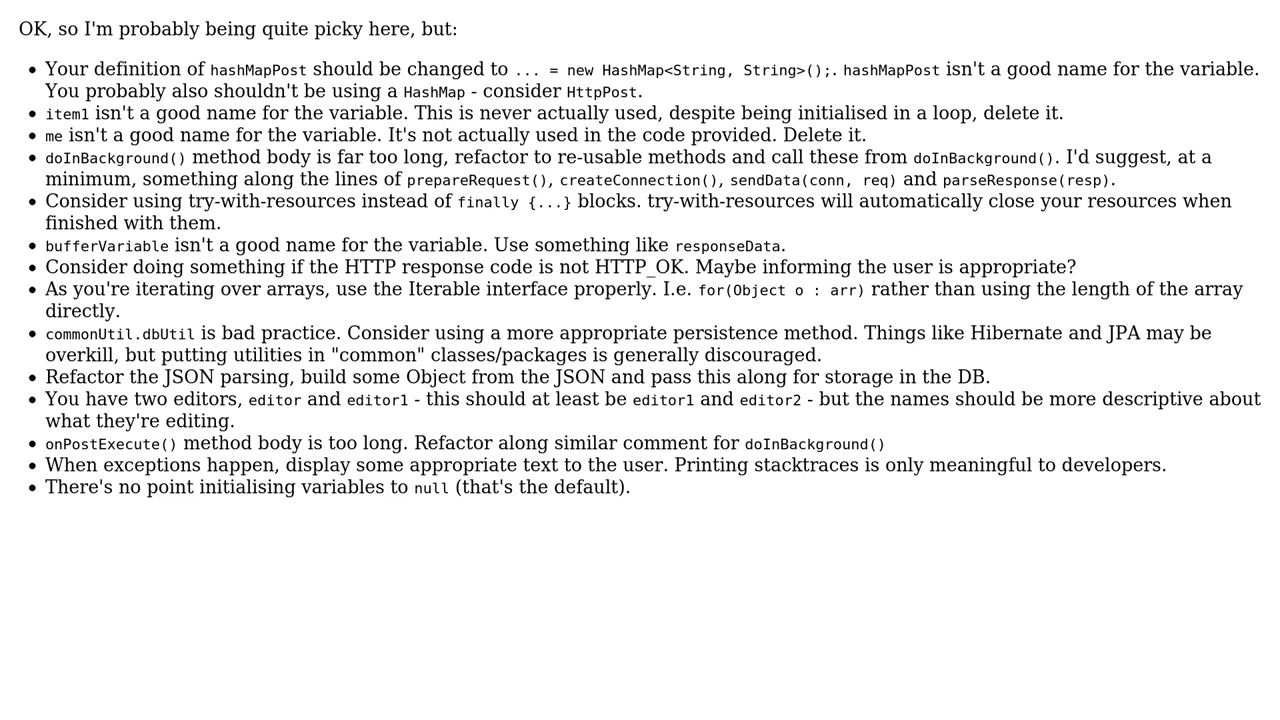 OK, so I'm probably being quite picky here, but:
• Your definition of hashMapPost should be changed to ... = new HashMap<String, String>();. hashMapPost isn't a good name for the variable.
You probably also shouldn't be using a HashMap - consider HttpPost.
• item1 isn't a good name for the variable. This is never actually used, despite being initialised in a loop, delete it.
• me isn't a good name for the variable. It's not actually used in the code provided. Delete it.
• doInBackground() method body is far too long, refactor to re-usable methods and call these from doInBackground(). I'd suggest, at a
minimum, something along the lines of prepareRequest(), createConnection(), sendData(conn, req) and parseResponse(resp).
• Consider using try-with-resources instead of finally {...} blocks. try-with-resources will automatically close your resources when
finished with them.
• bufferVariable isn't a good name for the variable. Use something like responseData.
• Consider doing something if the HTTP response code is not HTTP_OK. Maybe informing the user is appropriate?
• As you're iterating over arrays, use the Iterable interface properly. I.e. for(Object o : arr) rather than using the length of the array
directly.
• commonUtil.dbUtil is bad practice. Consider using a more appropriate persistence method. Things like Hibernate and JPA may be
overkill, but putting utilities in "common" classes/packages is generally discouraged.
• Refactor the JSON parsing, build some Object from the JSON and pass this along for storage in the DB.
• You have two editors, editor and editor1 - this should at least be editor1 and editor2 - but the names should be more descriptive about
what they're editing.
• onPostExecute() method body is too long. Refactor along similar comment for doInBackground()
• When exceptions happen, display some appropriate text to the user. Printing stacktraces is only meaningful to developers.
• There's no point initialising variables to null (that's the default).